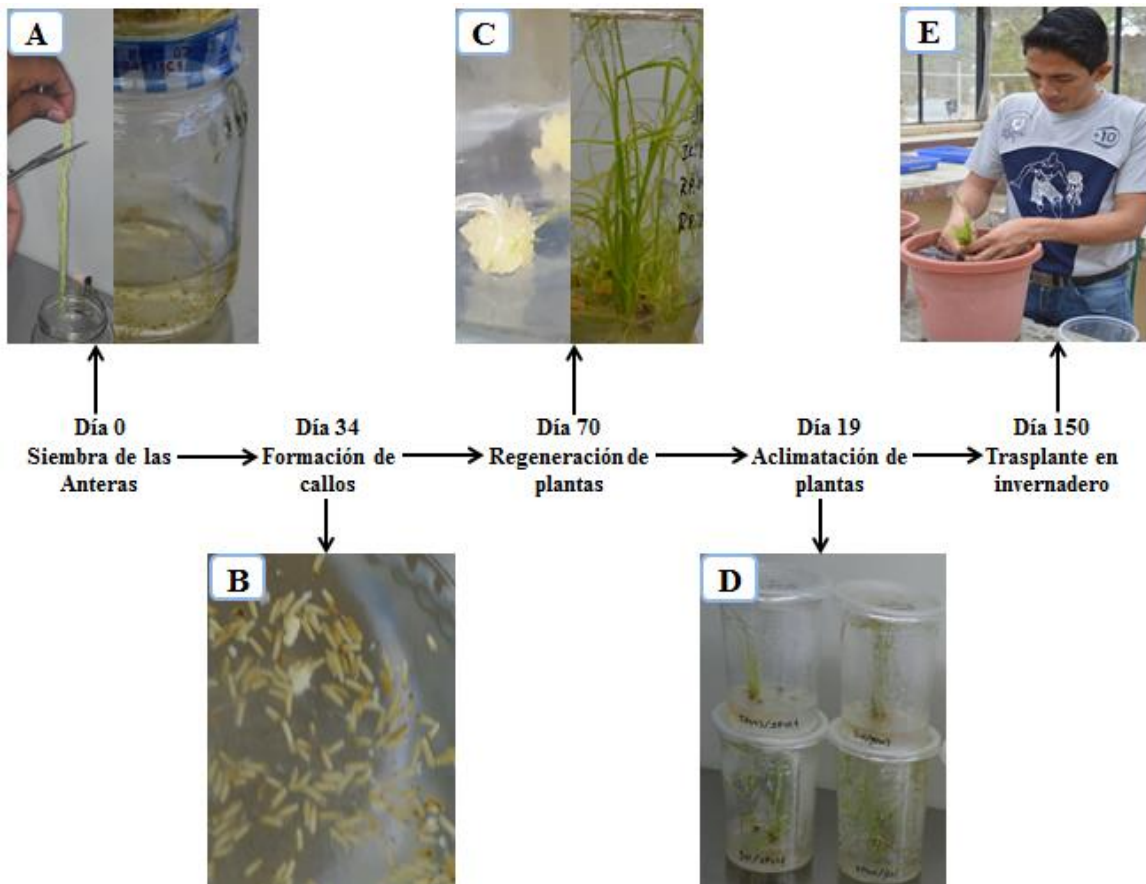 A
C
E
Día 0
Siembra de las
Anteras
Día 34
Formación de
callos
Día 70
Regeneración de
plantas
Día 19
Aclimatación de
plantas
Día 150
Trasplante en
invernadero
+10
B
D